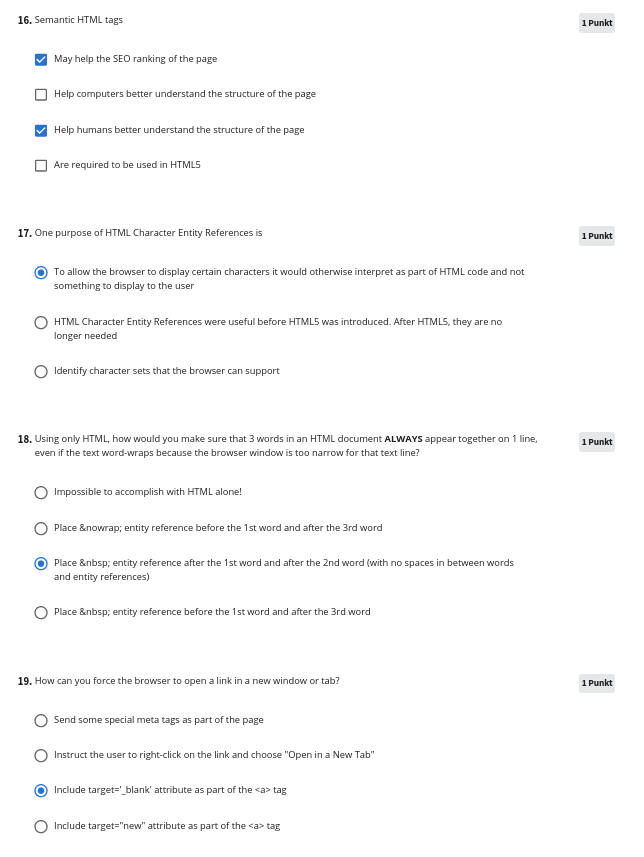 16. Semantic HTML tags
1 Punkt
May help the SEO ranking of the page
Help computers better understand the structure of the page
Help humans better understand the structure of the page
Are required to be used in HTML5
17. One purpose of HTML Character Entity References is
1 Punkt
To allow the browser to display certain characters it would otherwise interpret as part of HTML code and not
something to display to the user
HTML Character Entity References were useful before HTML5 was introduced. After HTML5, they are no
longer needed
Identify character sets that the browser can support
18. Using only HTML, how would you make sure that 3 words in an HTML document ALWAYS appear together on 1 line,
1 Punkt
even if the text word-wraps because the browser window is too narrow for that text line?
Impossible to accomplish with HTML alone!
Place &nowrap; entity reference before the 1st word and after the 3rd word
Place &nbsp; entity reference after the 1st word and after the 2nd word (with no spaces in between words
and entity references)
Place &nbsp; entity reference before the 1st word and after the 3rd word
19. How can you force the browser to open a link in a new window or tab?
1 Punkt
Send some special meta tags as part of the page
Instruct the user to right-click on the link and choose "Open in a New Tab"
Include target='_blank' attribute as part of the <a> tag
Include target="new" attribute as part of the <a> tag